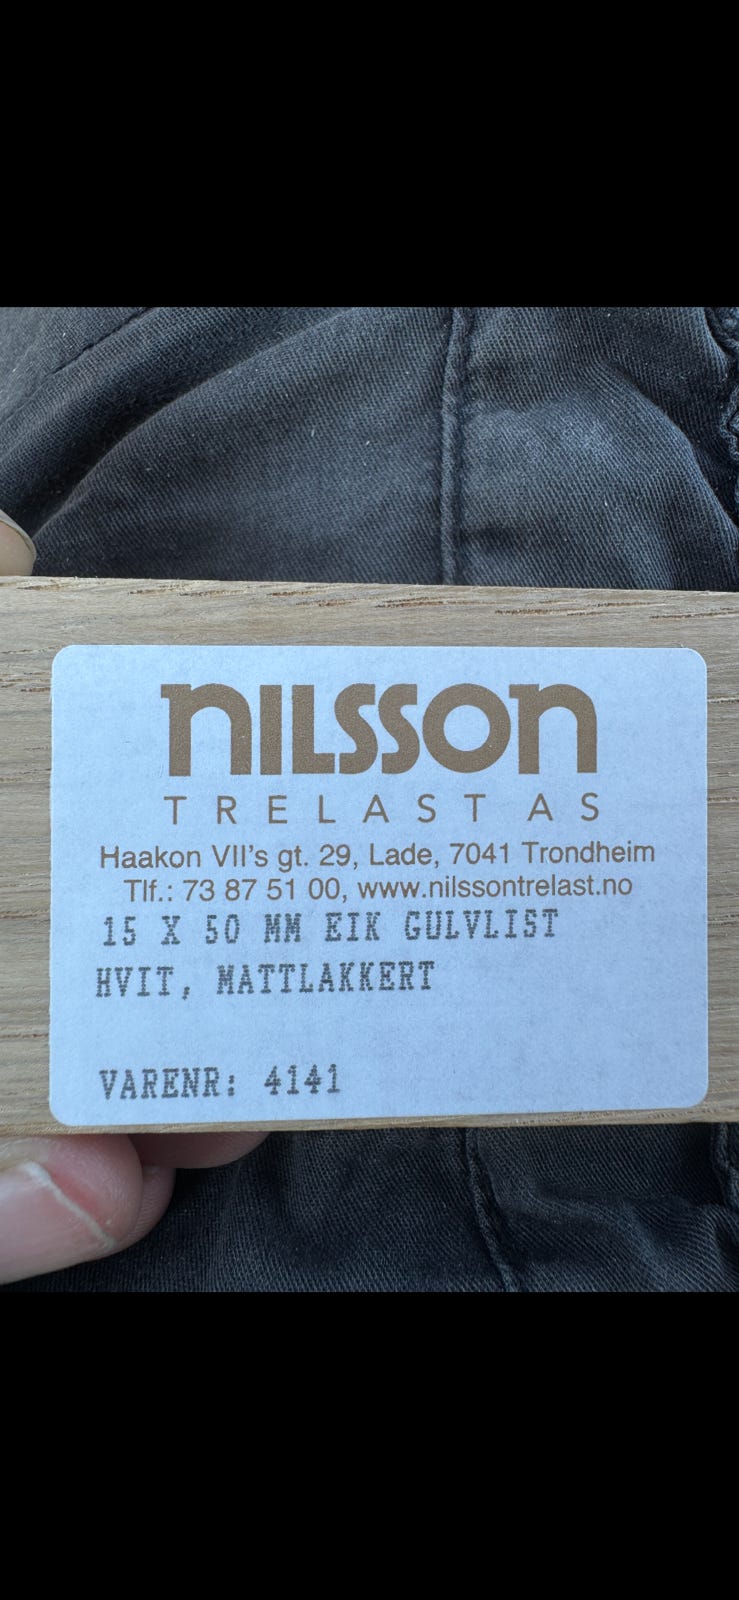 nilsson
TRELAST AS
Haakon VII's gt. 29, Lade, 7041 Trondheim
Tlf.: 73 87 51 00, www.nilssontrelast.no
15 X 50 MM EIK GULVLIST
HVIT, MATTLAKKERT
VARENR: 4141